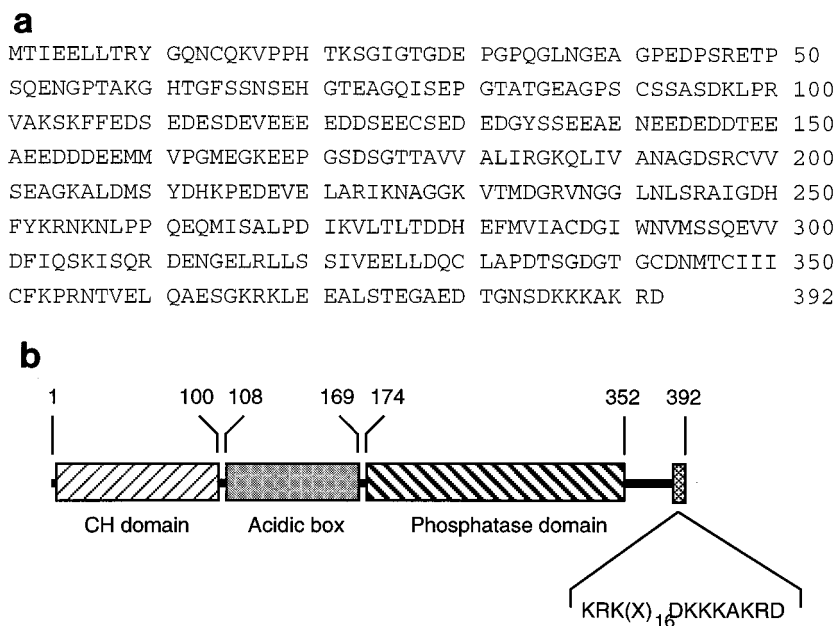 a
MTIEELLTRY GQNCQKVPPH TKSGIGTGDE PGPQGLNGEA GPEDPSRETP 50
SQENGPTAKG HTGFSSNSEH GTEAGQISEP GTATGEAGPS CSSASDKLPR 100
VAKSKFFEDS EDESDEVEEE EDDSEECSED EDGYSSEEAE NEEDEDDTEE 150
AEEDDDEEMM VPGMEGKEEP GSDSGTTAVV ALIRGKQLIV ANAGDSRCVV 200
SEAGKALDMS YDHKPEDEVE LARIKNAGGK VTMDGRVNGG LNLSRAIGDH 250
FYKRNKNLPP QEQMISALPD IKVLTLTDDH EFMVIACDGI WNVMSSQEVV 300
DFIQSKISQR DENGELRLLS SIVEELLDQC LAPDTSGDGT GCDNMTCIII 350
CFKPRNTVEL QAESGKRKLE EALSTEGAED TGNSDKKKAK RD 392
b
1 100 108 169 174 352 392
CH domain Acidic box Phosphatase domain
KRK(X)16DKKKAKRD